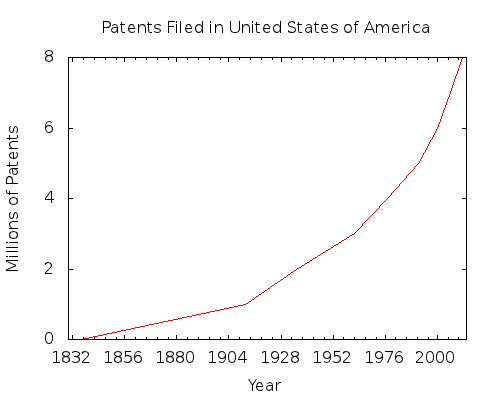 Patents Filed in United States of America
8
6
4
2
0
Millions of Patents
1832 1856 1880 1904 1928 1952 1976 2000
Year